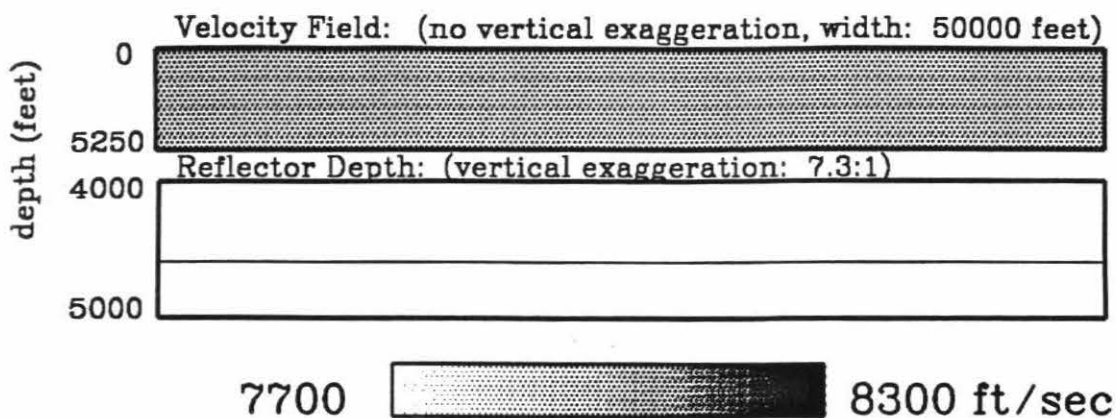 Velocity Field: (no vertical exaggeration, width: 50000 feet)
0
5250
depth (feet)
Reflector Depth: (vertical exaggeration: 7.3:1)
4000
5000
7700
8300 ft/sec